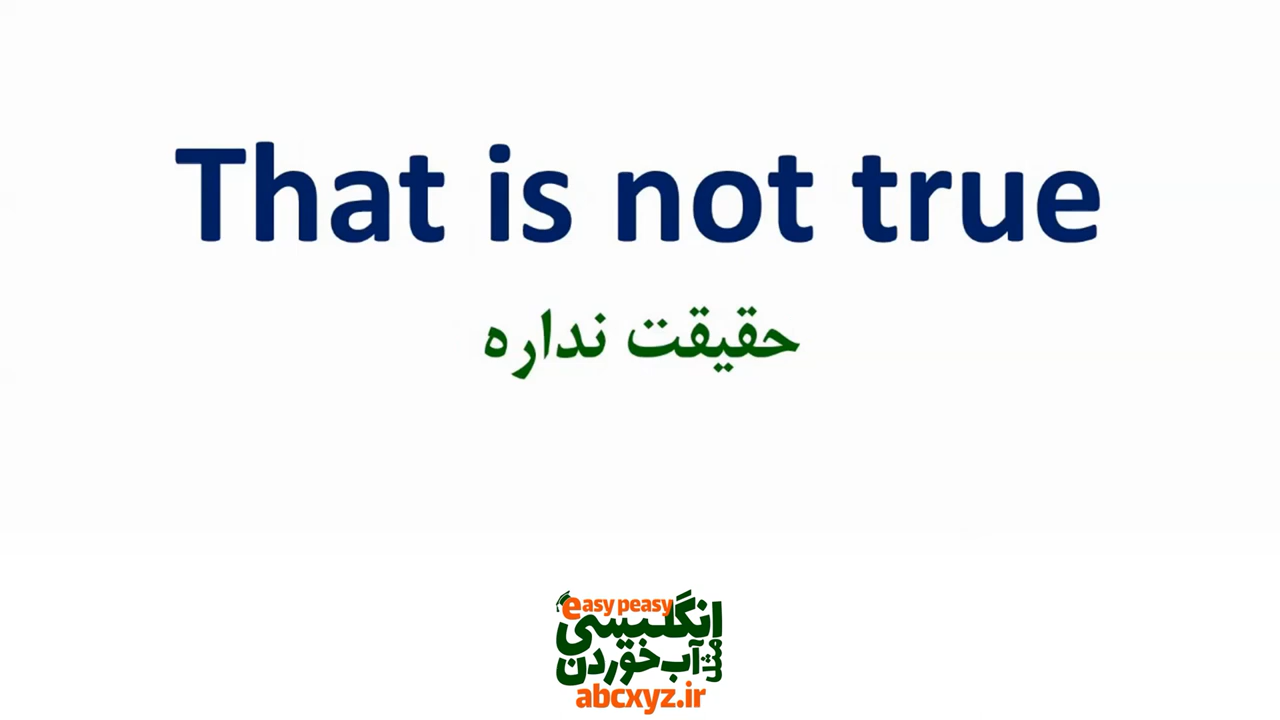 That is not true
حقیقت نداره
easy peasy
انگلیسی
مثل آب خوردن
abcxyz.ir